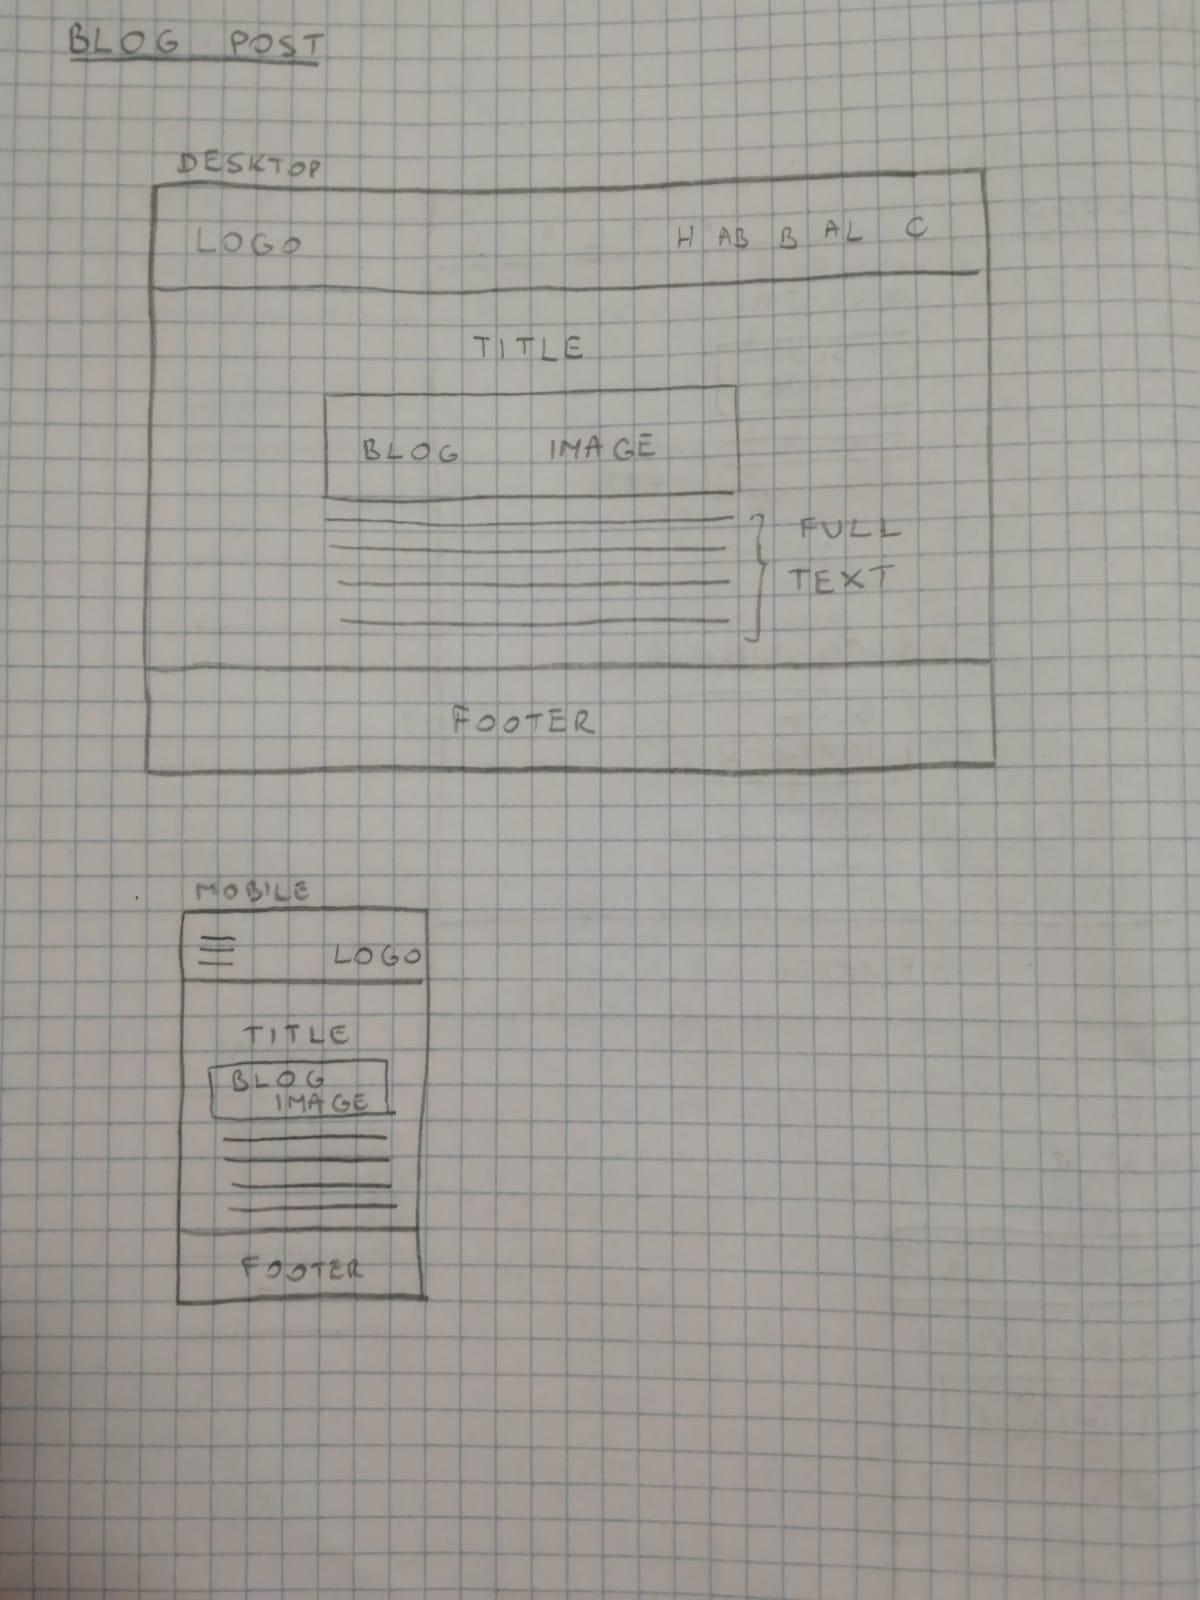 BLOG POST
DESKTOP
LOGO H AB B AL C
TITLE
BLOG IMAGE
FULL
TEXT
FOOTER
MOBILE
LOGO
TITLE
BLOG
IMAGE
FOOTER